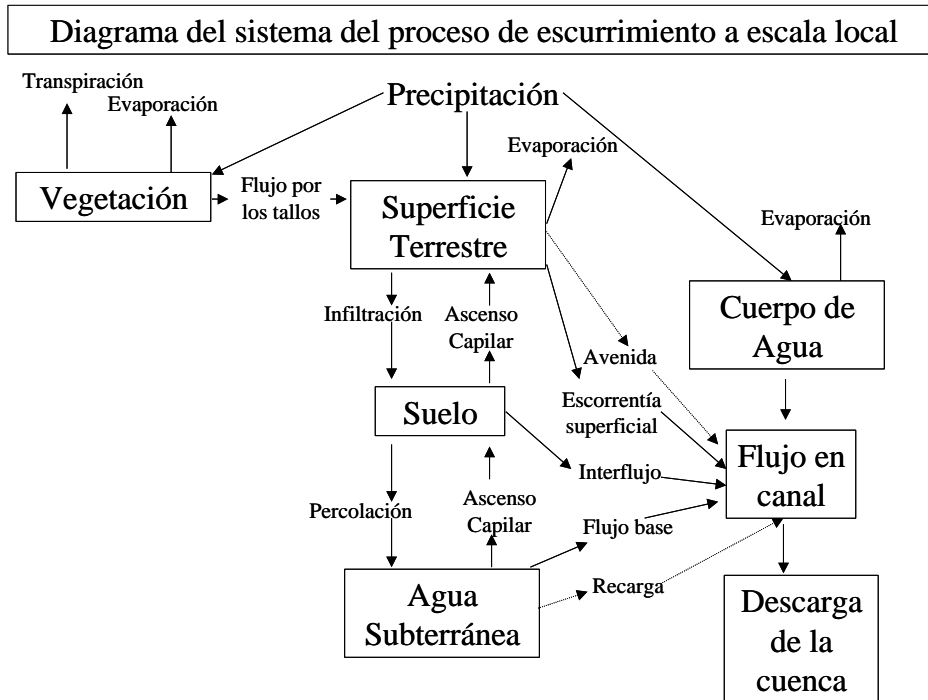 Diagrama del sistema del proceso de escurrimiento a escala local
Transpiración
Evaporación
Precipitación
Evaporación
Vegetación
Flujo por
los tallos
Superficie
Terrestre
Evaporación
Infiltración
Ascenso
Capilar
Cuerpo de
Agua
Avenida
Suelo
Escorrentía
superficial
Flujo en
canal
Interflujo
Percolación
Ascenso
Capilar
Flujo base
Agua
Subterránea
Recarga
Descarga
de la
cuenca